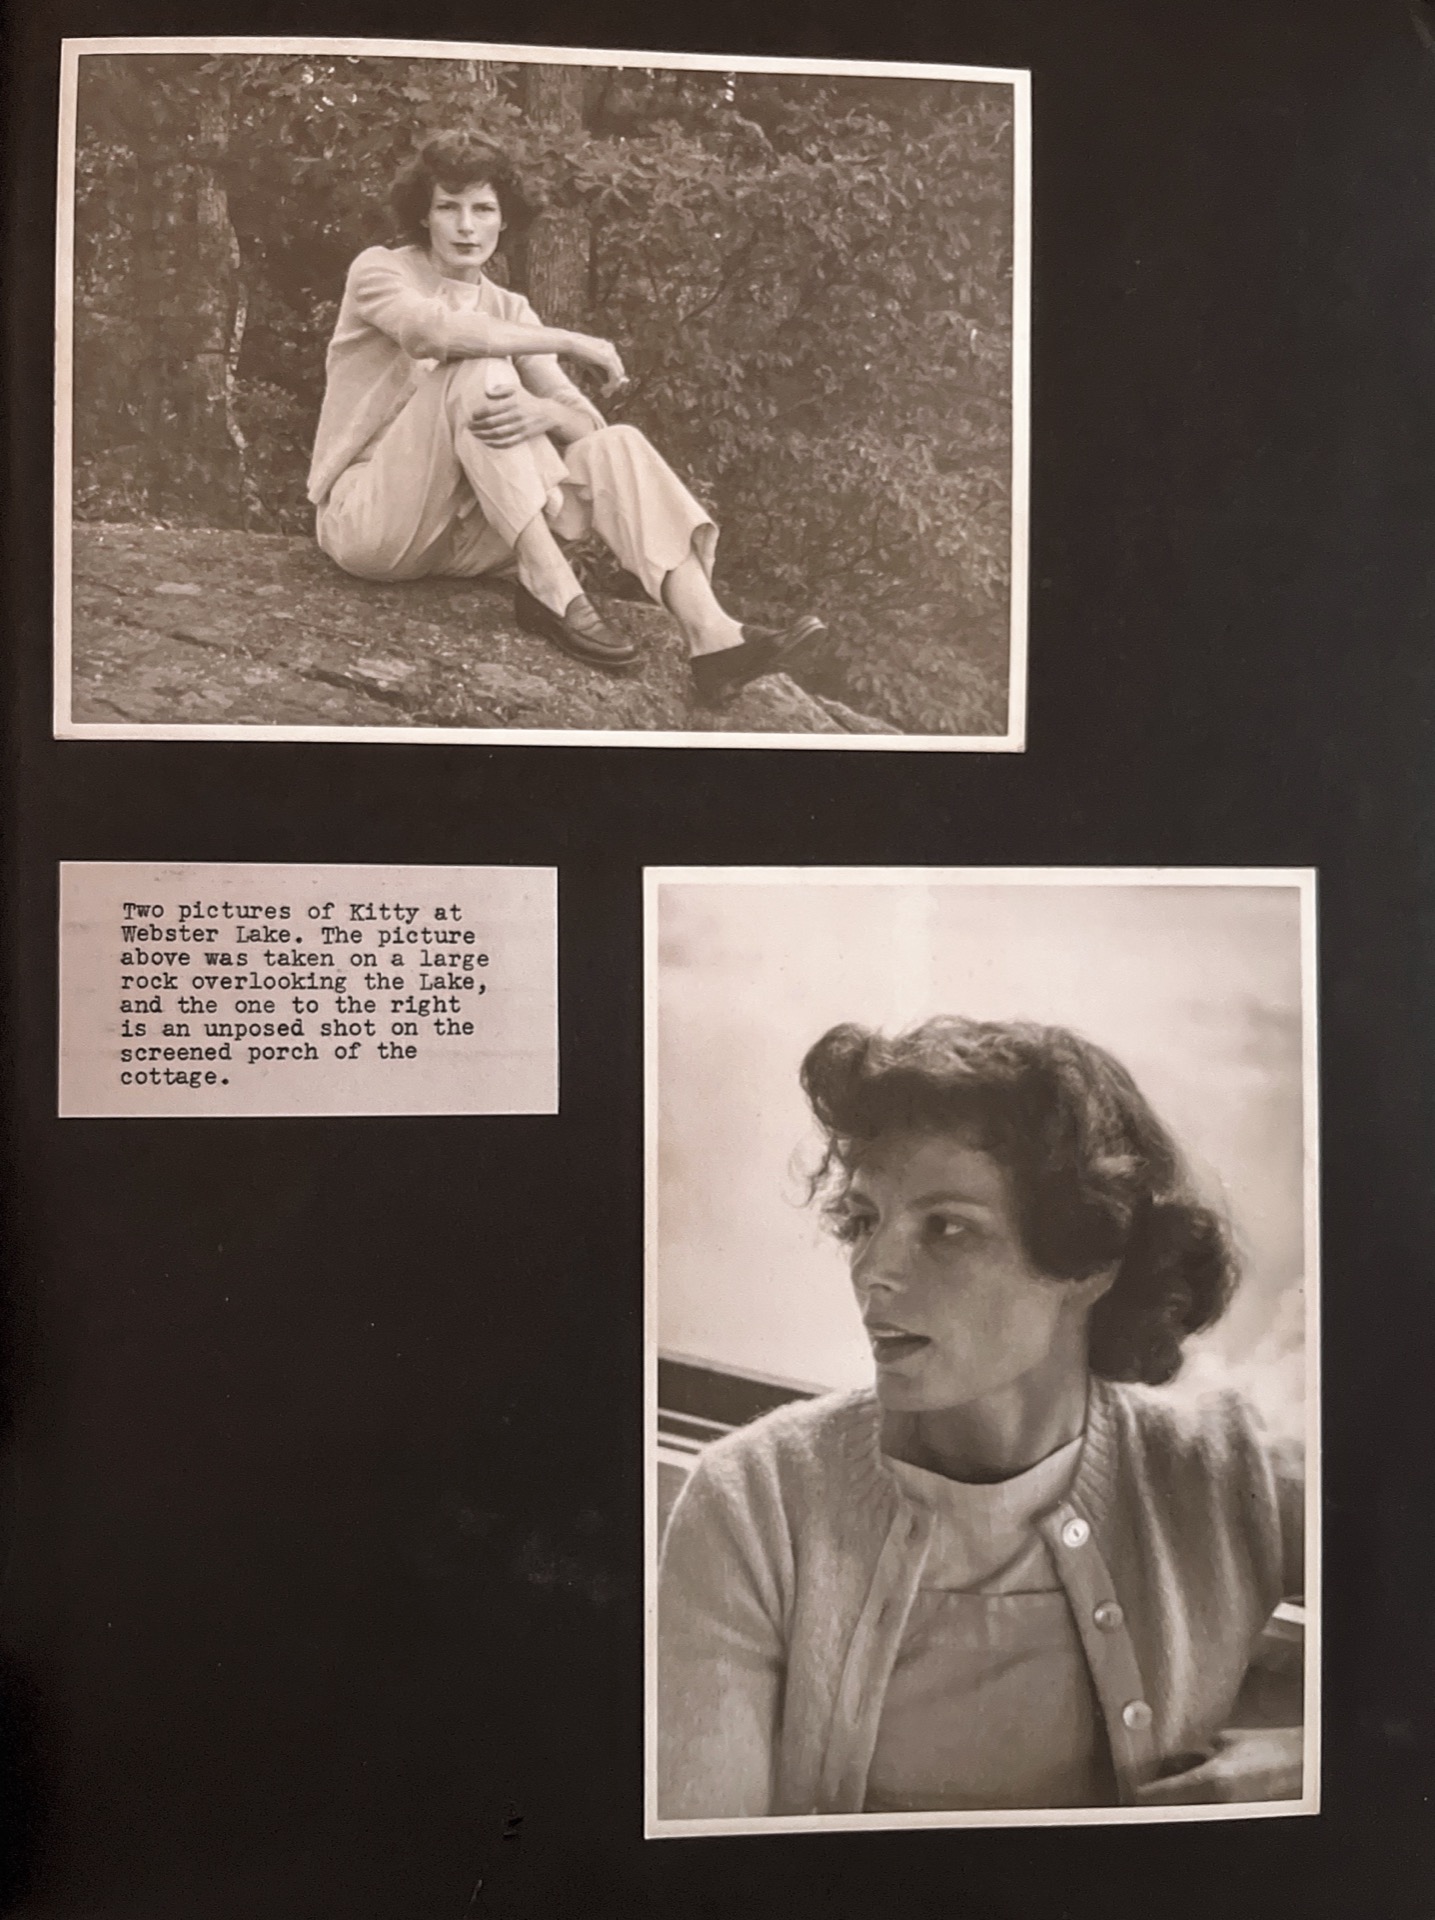 Two pictures of Kitty at
Webster Lake. The picture
above was taken on a large
rock overlooking the Lake,
and the one to the right
is an unposed shot on the
screened porch of the
cottage.